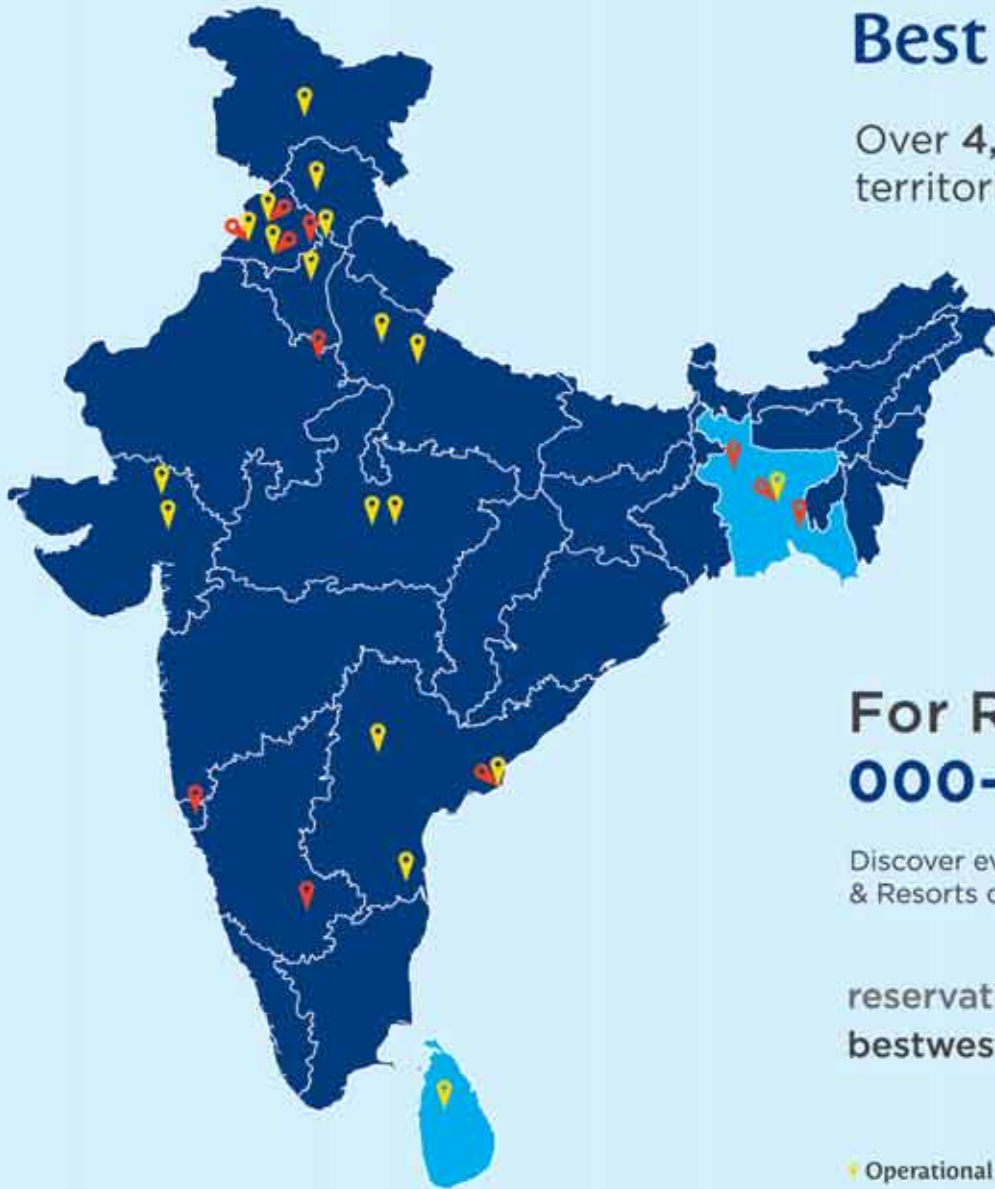 Best
Over 4,
territor
For R
000-
Discover ev
& Resorts o
reservat
bestwes
Operational